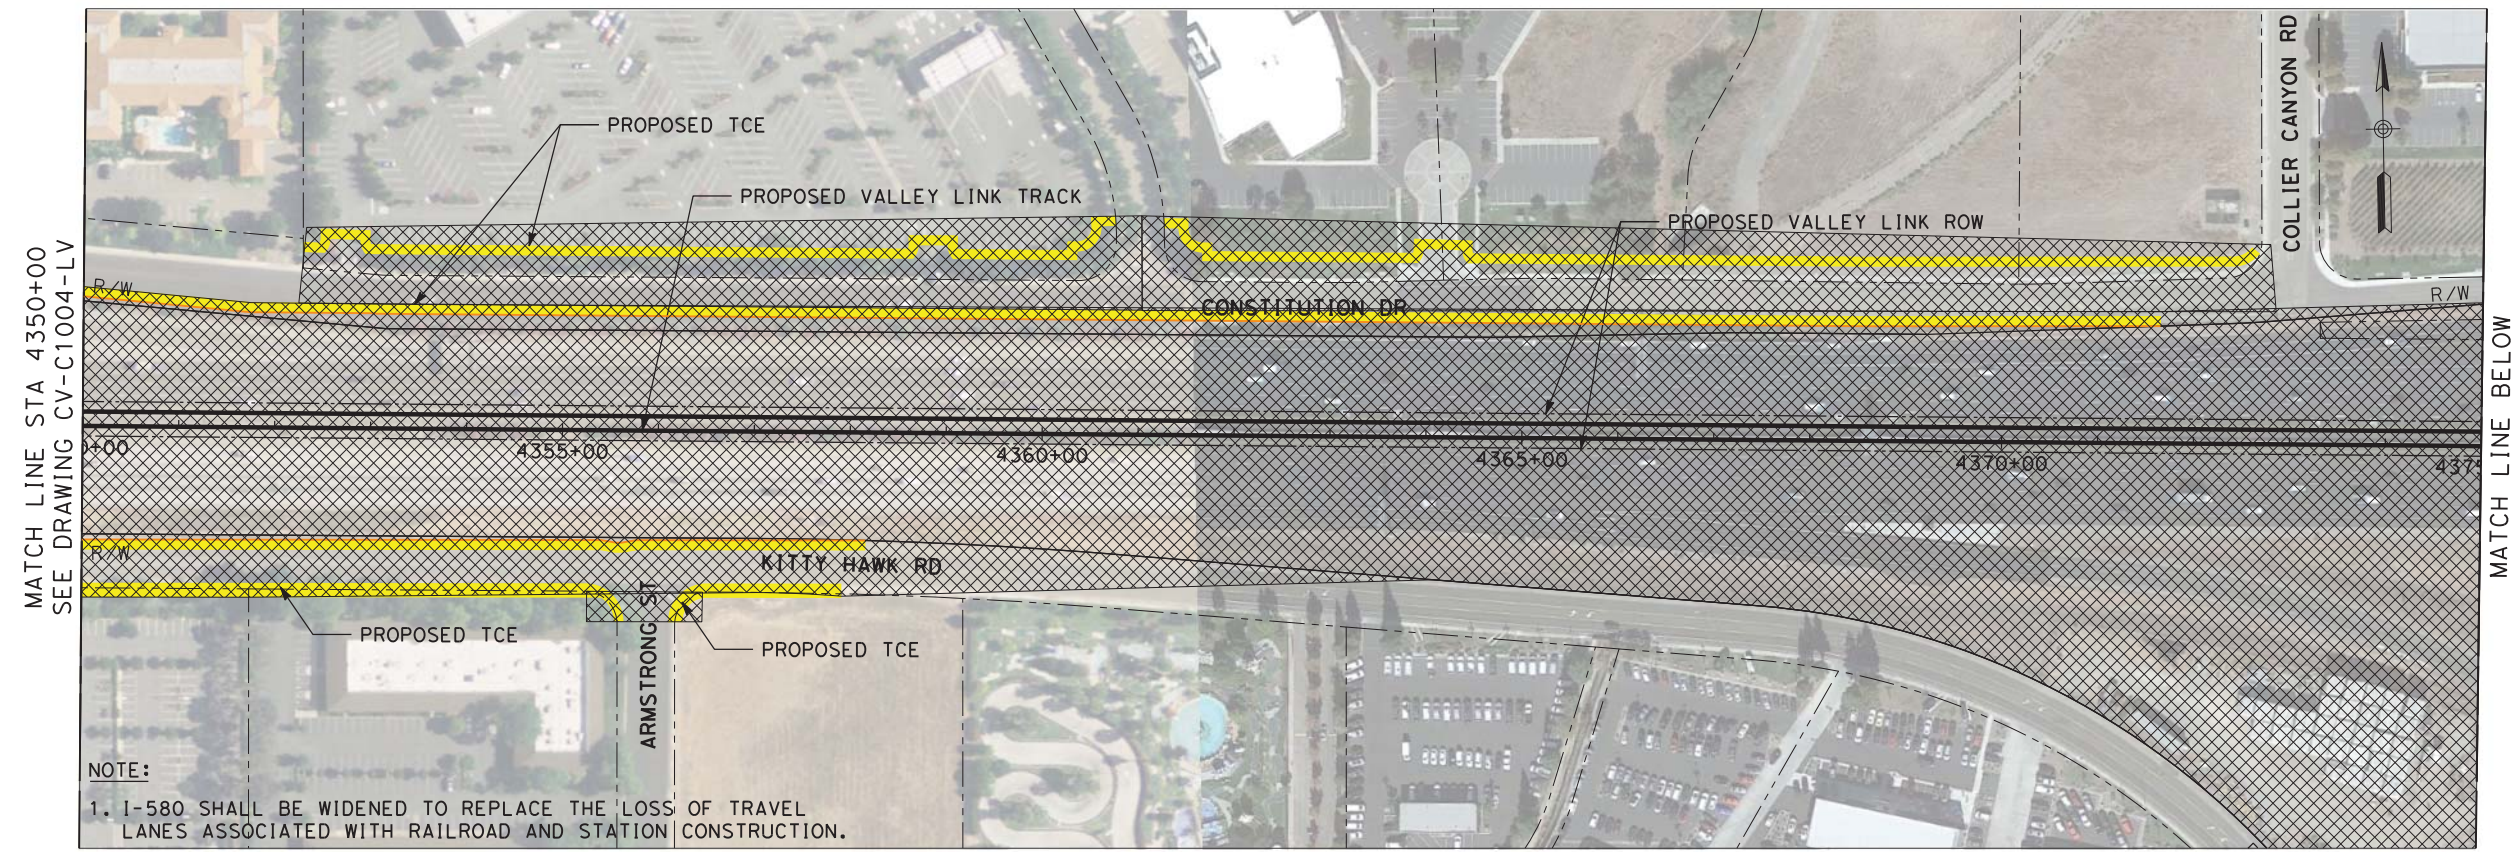 PROPOSED TCE
PROPOSED VALLEY LINK TRACK
PROPOSED VALLEY LINK ROW
COLLIER CANYON RD
MATCH LINE STA 4350+00
SEE DRAWING CV-C1004-LV
R/W
R/W
CONSTITUTION DR
MATCH LINE BELOW
0+00
4355+00
4360+00
4365+00
4370+00
4375
R/W
KITTY HAWK RD
ARMSTRONG ST
PROPOSED TCE
PROPOSED TCE
NOTE:
1. I-580 SHALL BE WIDENED TO REPLACE THE LOSS OF TRAVEL
LANES ASSOCIATED WITH RAILROAD AND STATION CONSTRUCTION.